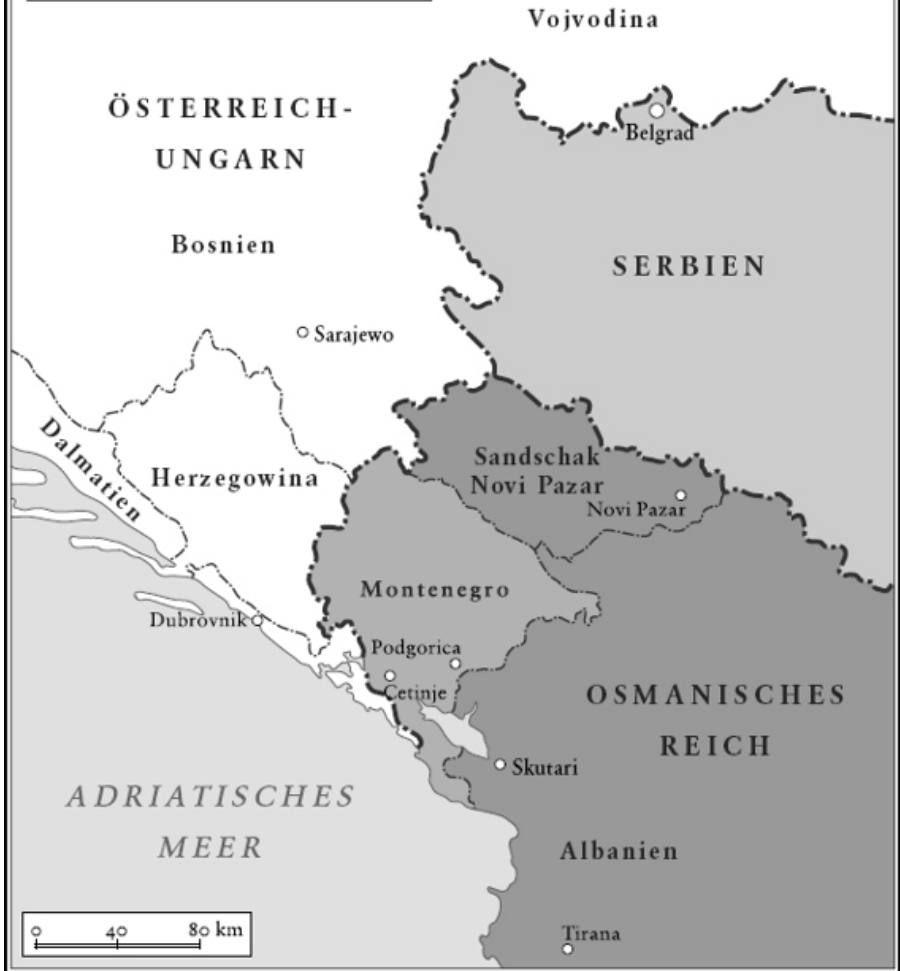 Vojvodina
ÖSTERREICH-
UNGARN
Belgrad
Bosnien
SERBIEN
Sarajewo
Dalmatien
Herzegowina
Sandschak
Novi Pazar
Novi Pazar
Montenegro
Dubrovnik
Podgorica
Cetinje
OSMANISCHES
REICH
Skutari
ADRIATISCHES
MEER
Albanien
Tirana
0 40 80 km